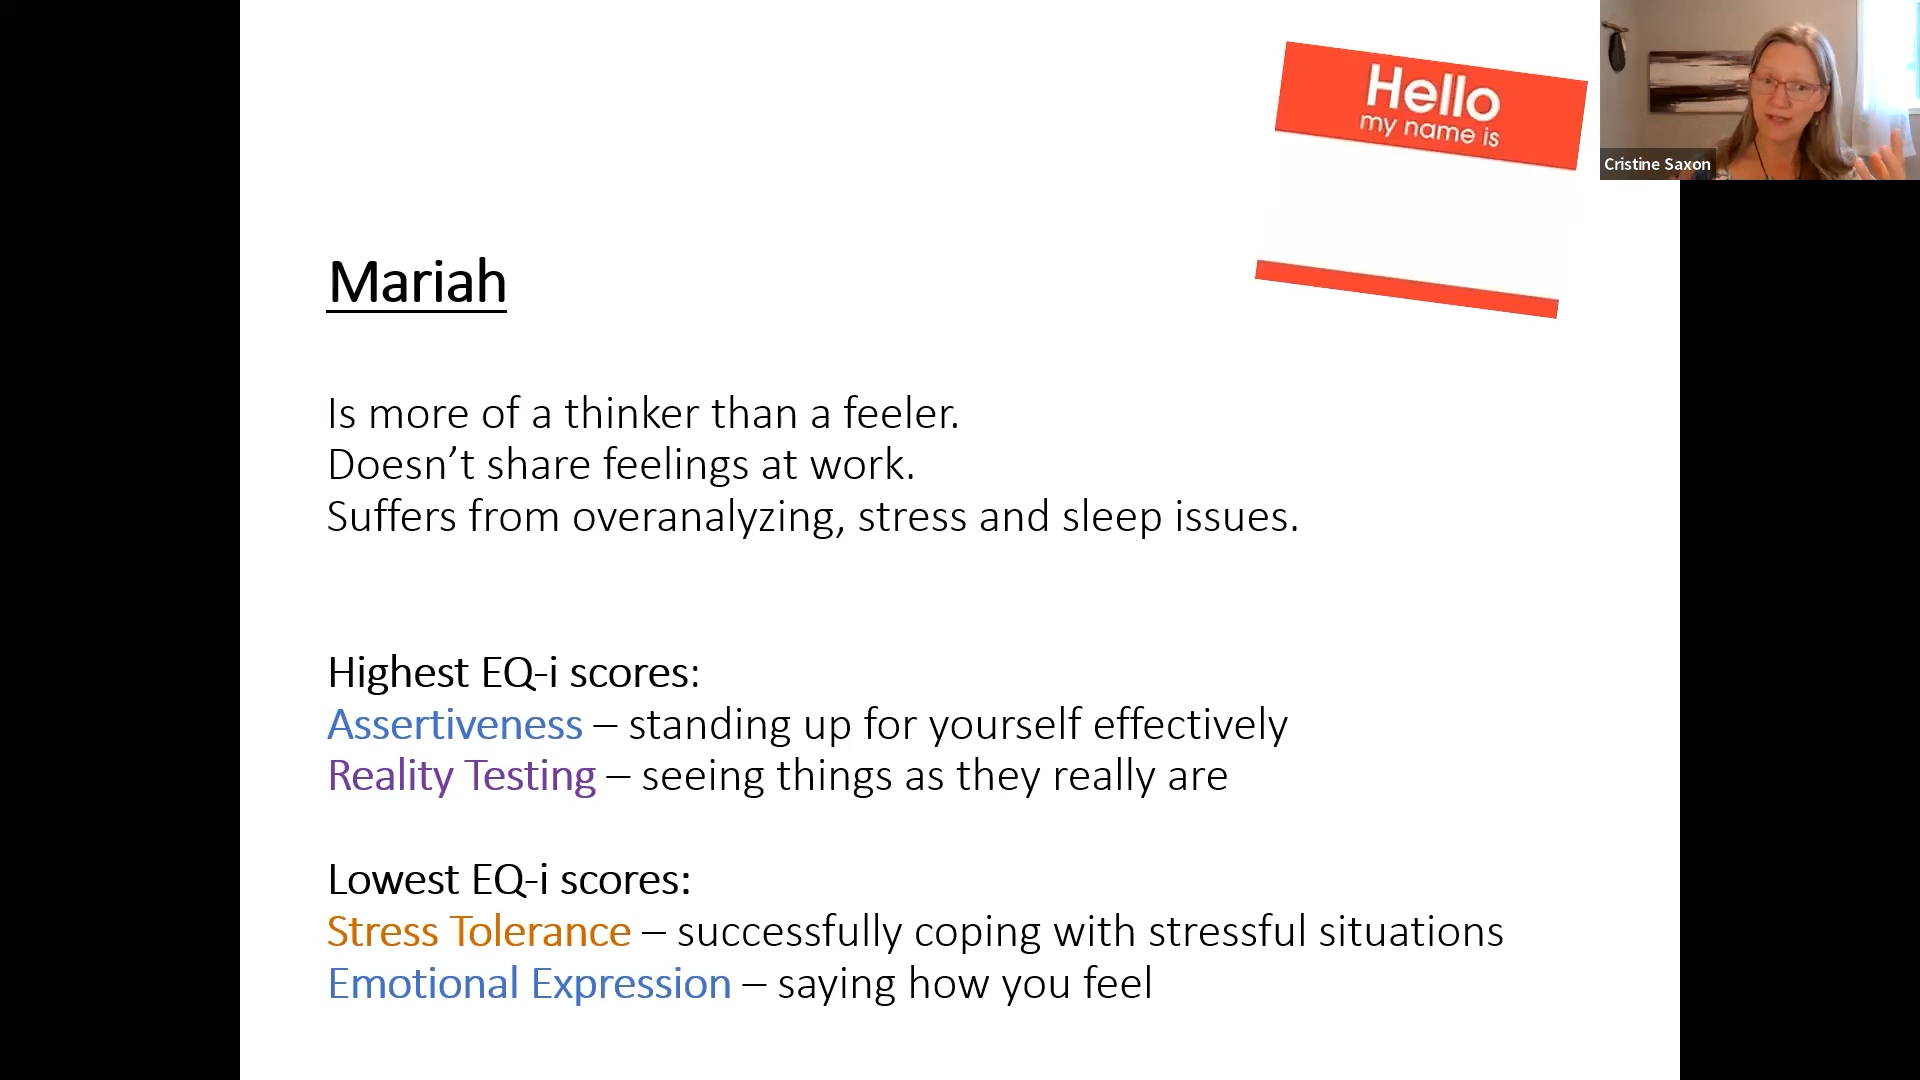 Hello
my name is
Cristine Saxon
Mariah
Is more of a thinker than a feeler.
Doesn’t share feelings at work.
Suffers from overanalyzing, stress and sleep issues.
Highest EQ-i scores:
Assertiveness – standing up for yourself effectively
Reality Testing – seeing things as they really are
Lowest EQ-i scores:
Stress Tolerance – successfully coping with stressful situations
Emotional Expression – saying how you feel